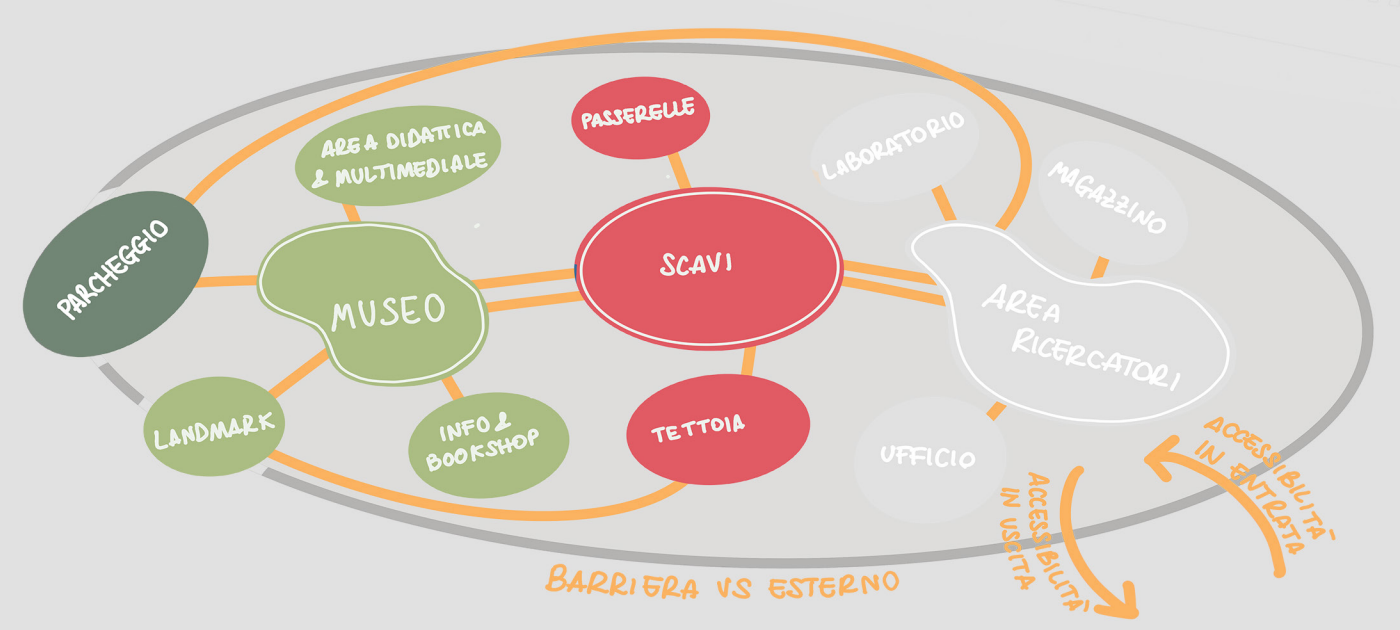 PARCHEGGIO
AREA DIDATTICA
& MULTIMEDIALE
MUSEO
LANDMARK
INFO &
BOOKSHOP
PASSERELLE
SCAVI
TETTOIA
LABORATORIO
MAGAZZINO
AREA
RICERCATORI
UFFICIO
ACCESSIBILITÀ
IN ENTRATA
ACCESSIBILITÀ
IN USCITA
BARRIERA VS ESTERNO